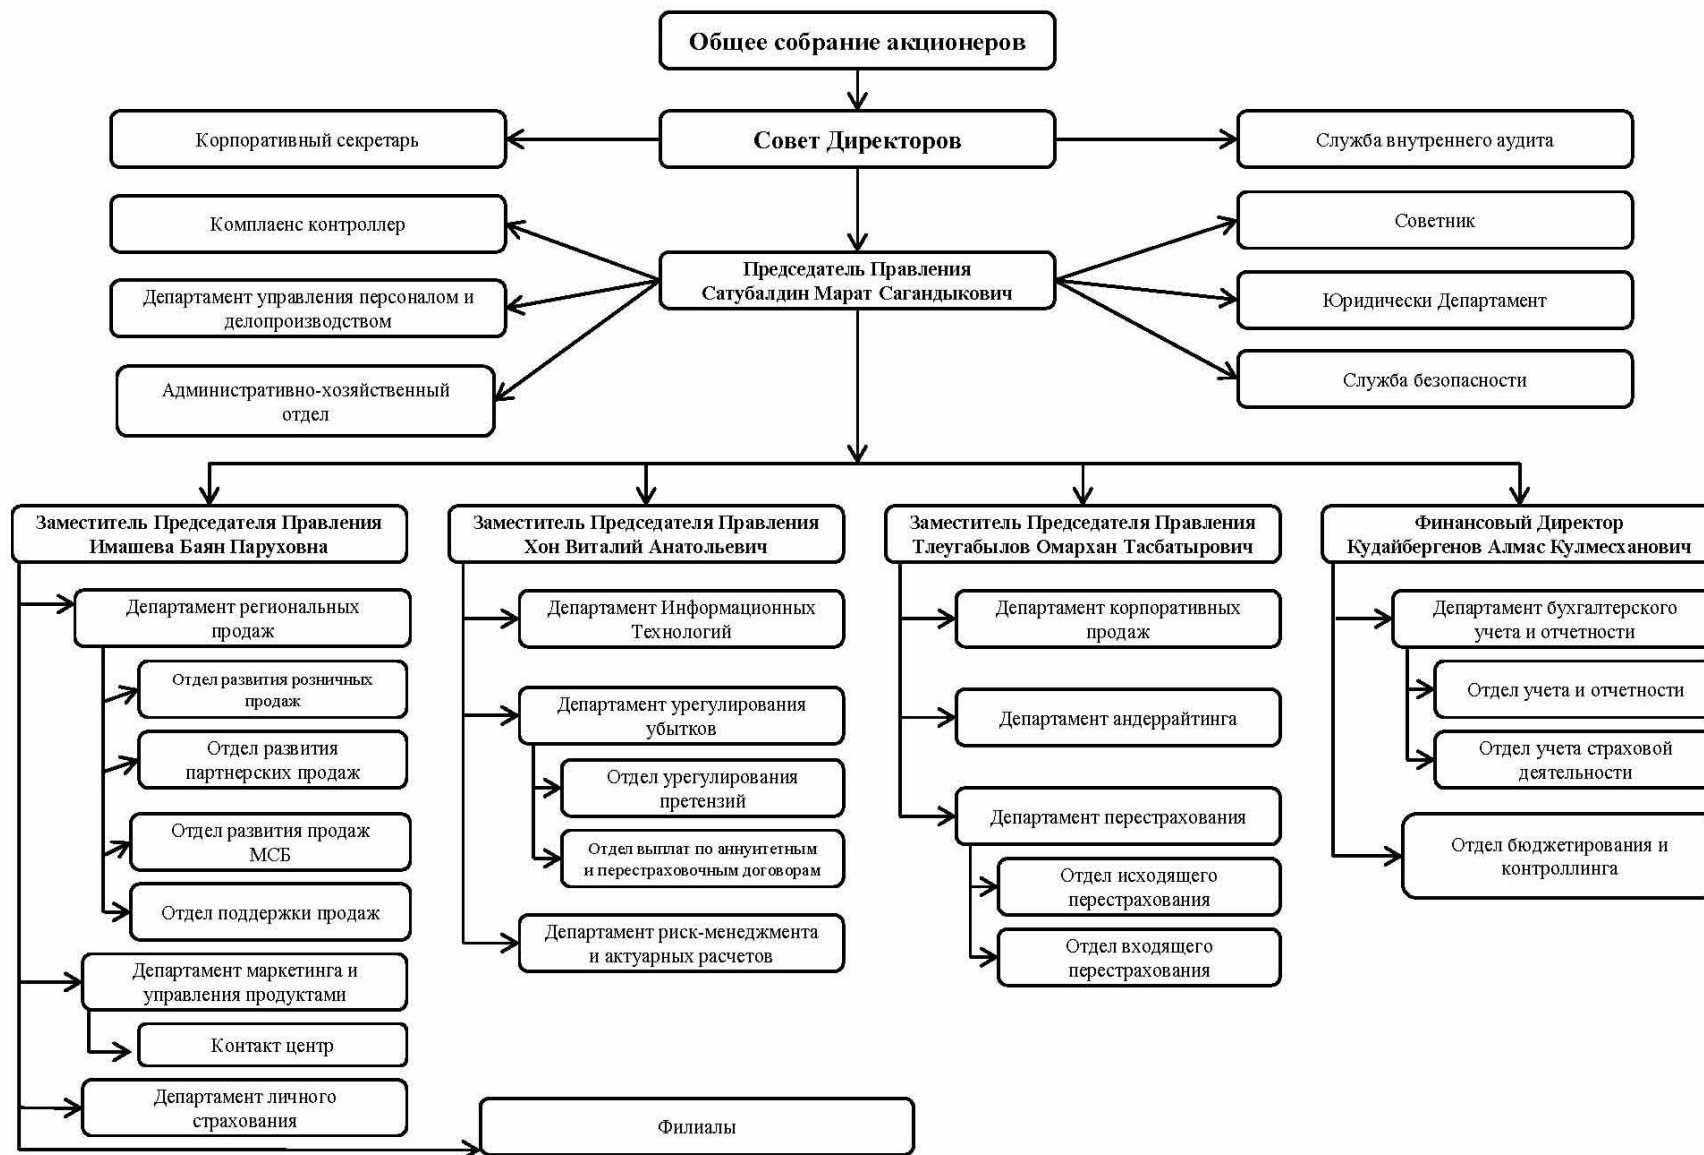 Общее собрание акционеров
Корпоративный секретарь
Совет Директоров
Служба внутреннего аудита
Комплаенс контроллер
Советник
Председатель Правления
Сатубалдин Марат Сагандыкович
Департамент управления персоналом и
делопроизводством
Юридически Департамент
Административно-хозяйственный
отдел
Служба безопасности
Заместитель Председателя Правления
Имашева Баян Паруховна
Заместитель Председателя Правления
Хон Виталий Анатольевич
Заместитель Председателя Правления
Тлеугабылов Омархан Тасбатырович
Финансовый Директор
Кудайбергенов Алмас Кулмесханович
Департамент региональных
продаж
Отдел развития розничных
продаж
Отдел развития
партнерских продаж
Отдел развития продаж
МСБ
Отдел поддержки продаж
Департамент маркетинга и
управления продуктами
Контакт центр
Департамент личного
страхования
Филиалы
Департамент Информационных
Технологий
Департамент урегулирования
убытков
Отдел урегулирования
претензий
Отдел выплат по аннуитетным
и перестраховочным договорам
Департамент риск-менеджмента
и актуарных расчетов
Департамент корпоративных
продаж
Департамент андеррайтинга
Департамент перестрахования
Отдел исходящего
перестрахования
Отдел входящего
перестрахования
Департамент бухгалтерского
учета и отчетности
Отдел учета и отчетности
Отдел учета страховой
деятельности
Отдел бюджетирования и
контроллинга